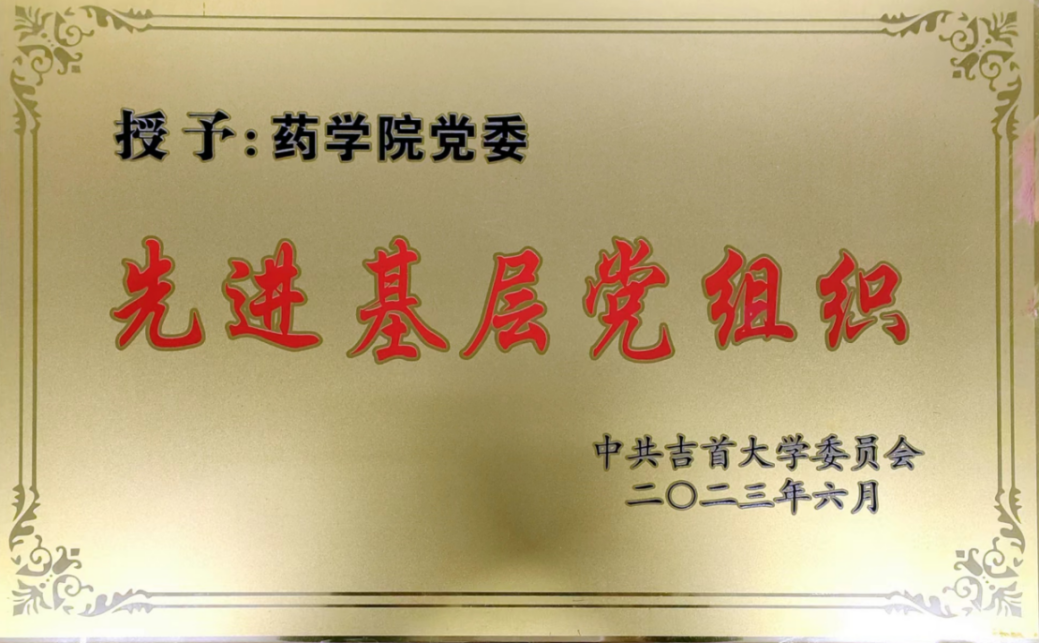 授予:药学院党委
先进基层党组织
中共吉首大学委员会
二〇二三年六月